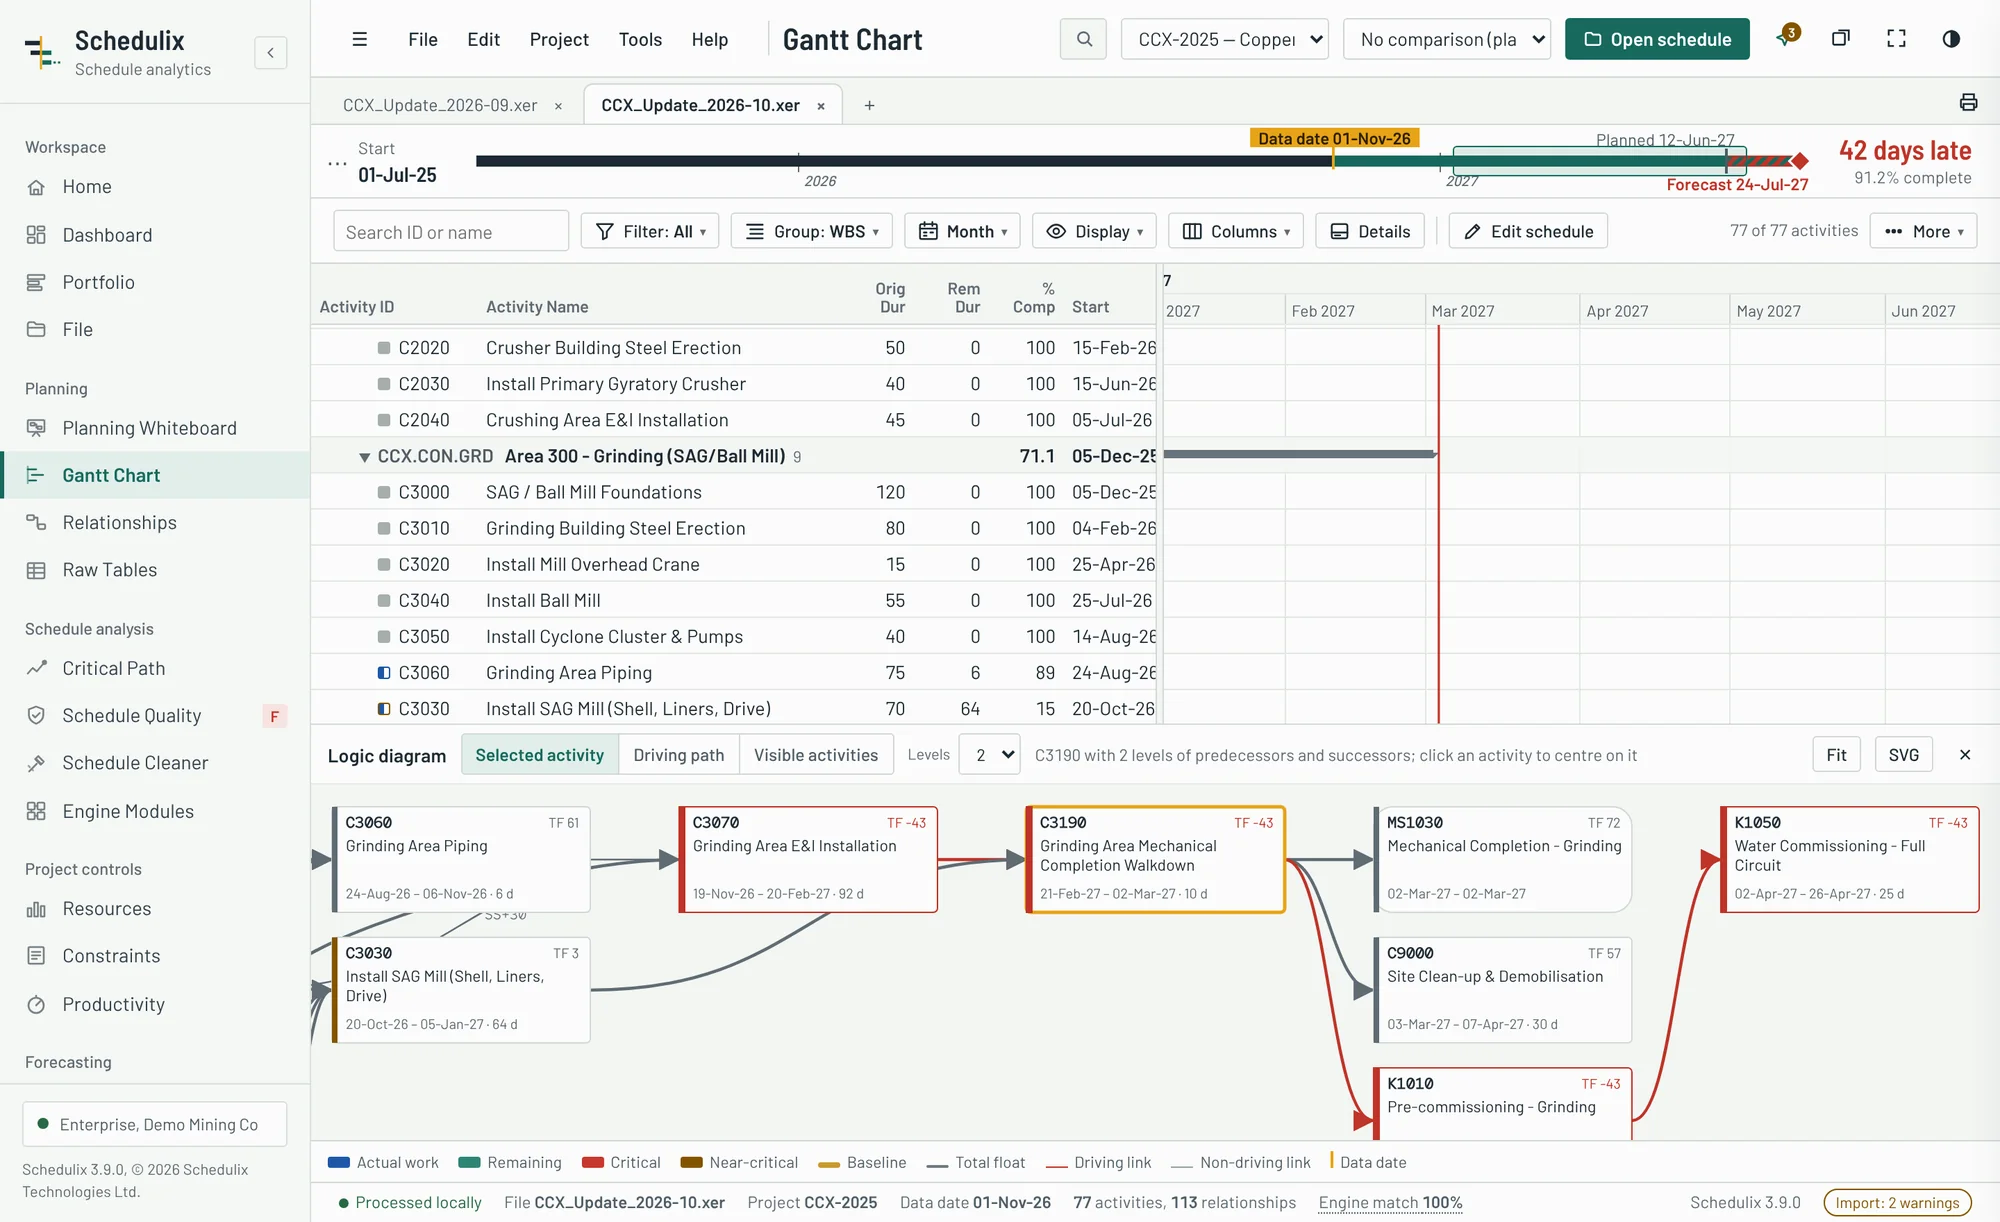 Schedulix
Schedule analytics
File Edit Project Tools Help
Gantt Chart
CCX-2025 – Copper
No comparison (pla
Open schedule
3
CCX_Update_2026-09.xer ×
CCX_Update_2026-10.xer ×
+
Workspace
Home
Dashboard
Portfolio
File
Planning
Planning Whiteboard
Gantt Chart
Relationships
Raw Tables
Schedule analysis
Critical Path
Schedule Quality F
Schedule Cleaner
Engine Modules
Project controls
Resources
Constraints
Productivity
Forecasting
Enterprise, Demo Mining Co
Schedulix 3.9.0, © 2026 Schedulix
Technologies Ltd.
...
Start
01-Jul-25
Data date 01-Nov-26
Planned 12-Jun-27
2026
2027
Forecast 24-Jul-27
42 days late
91.2% complete
Search ID or name
Filter: All
Group: WBS
Month
Display
Columns
Details
Edit schedule
77 of 77 activities
More
Activity ID Activity Name Orig Dur Rem Dur % Comp Start
7
2027 Feb 2027 Mar 2027 Apr 2027 May 2027 Jun 2027
C2020 Crusher Building Steel Erection 50 0 100 15-Feb-26
C2030 Install Primary Gyratory Crusher 40 0 100 15-Jun-26
C2040 Crushing Area E&I Installation 45 0 100 05-Jul-26
CCX.CON.GRD Area 300 - Grinding (SAG/Ball Mill) 9 71.1 05-Dec-25
C3000 SAG / Ball Mill Foundations 120 0 100 05-Dec-25
C3010 Grinding Building Steel Erection 80 0 100 04-Feb-26
C3020 Install Mill Overhead Crane 15 0 100 25-Apr-26
C3040 Install Ball Mill 55 0 100 25-Jul-26
C3050 Install Cyclone Cluster & Pumps 40 0 100 14-Aug-26
C3060 Grinding Area Piping 75 6 89 24-Aug-26
C3030 Install SAG Mill (Shell, Liners, Drive) 70 64 15 20-Oct-26
Logic diagram
Selected activity
Driving path
Visible activities
Levels 2
C3190 with 2 levels of predecessors and successors; click an activity to centre on it
Fit
SVG
×
C3060 TF 61
Grinding Area Piping
24-Aug-26 – 06-Nov-26 · 6 d
SS+30
C3030 TF 3
Install SAG Mill (Shell, Liners,
Drive)
20-Oct-26 – 05-Jan-27 · 64 d
C3070 TF -43
Grinding Area E&I Installation
19-Nov-26 – 20-Feb-27 · 92 d
C3190 TF -43
Grinding Area Mechanical
Completion Walkdown
21-Feb-27 – 02-Mar-27 · 10 d
MS1030 TF 72
Mechanical Completion - Grinding
02-Mar-27 – 02-Mar-27
C9000 TF 57
Site Clean-up & Demobilisation
03-Mar-27 – 07-Apr-27 · 30 d
K1010 TF -43
Pre-commissioning - Grinding
K1050 TF -43
Water Commissioning - Full
Circuit
02-Apr-27 – 26-Apr-27 · 25 d
Actual work Remaining Critical Near-critical Baseline Total float Driving link Non-driving link Data date
Processed locally File CCX_Update_2026-10.xer Project CCX-2025 Data date 01-Nov-26 77 activities, 113 relationships Engine match 100% Schedulix 3.9.0 Import: 2 warnings